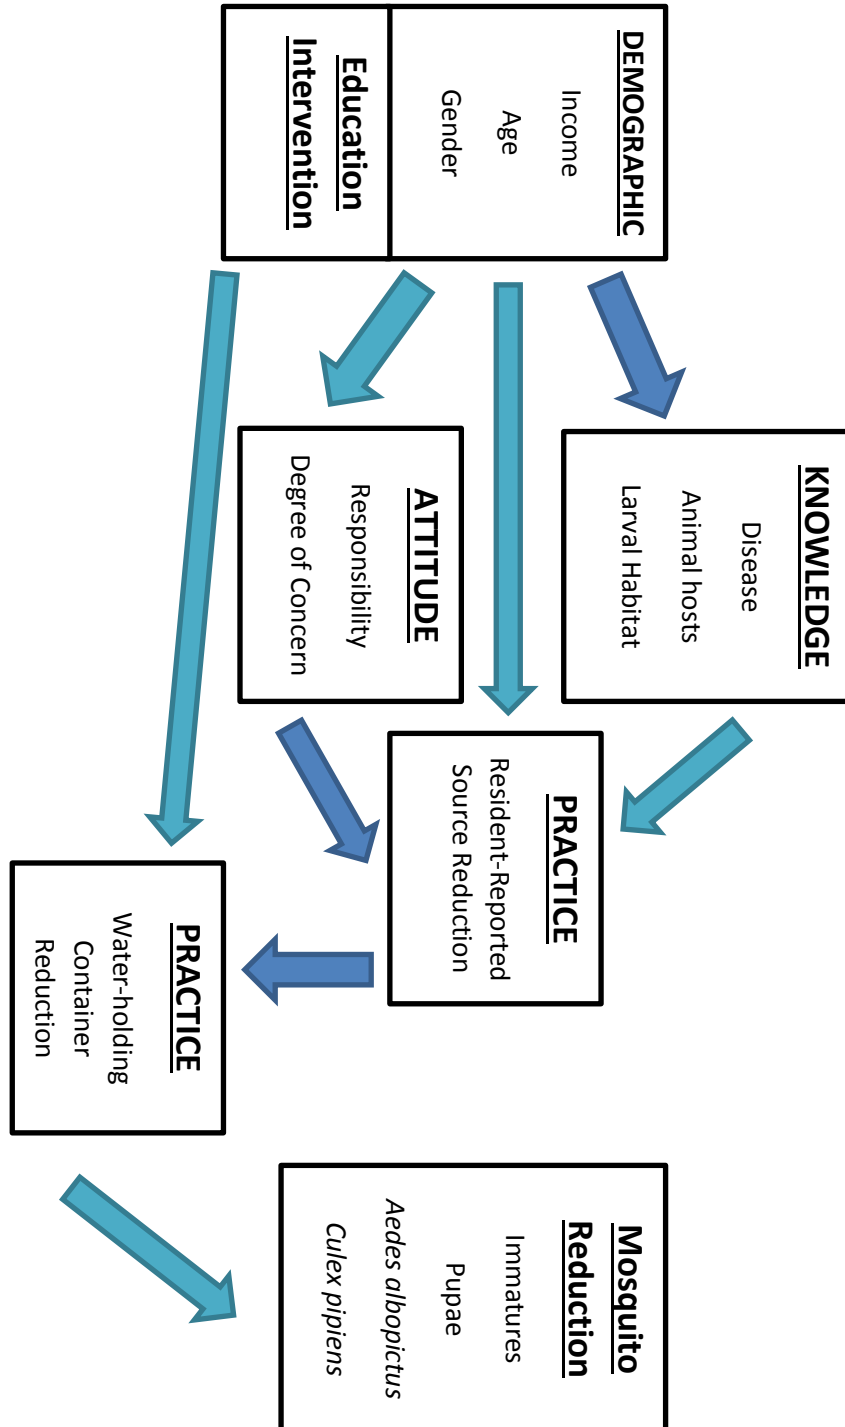 DEMOGRAPHIC
Income
Age
Gender
Education
Intervention
KNOWLEDGE
Disease
Animal hosts
Larval Habitat
ATTITUDE
Responsibility
Degree of Concern
PRACTICE
Resident-Reported
Source Reduction
PRACTICE
Water-holding
Container
Reduction
Mosquito
Reduction
Immatures
Pupae
Aedes albopictus
Culex pipiens